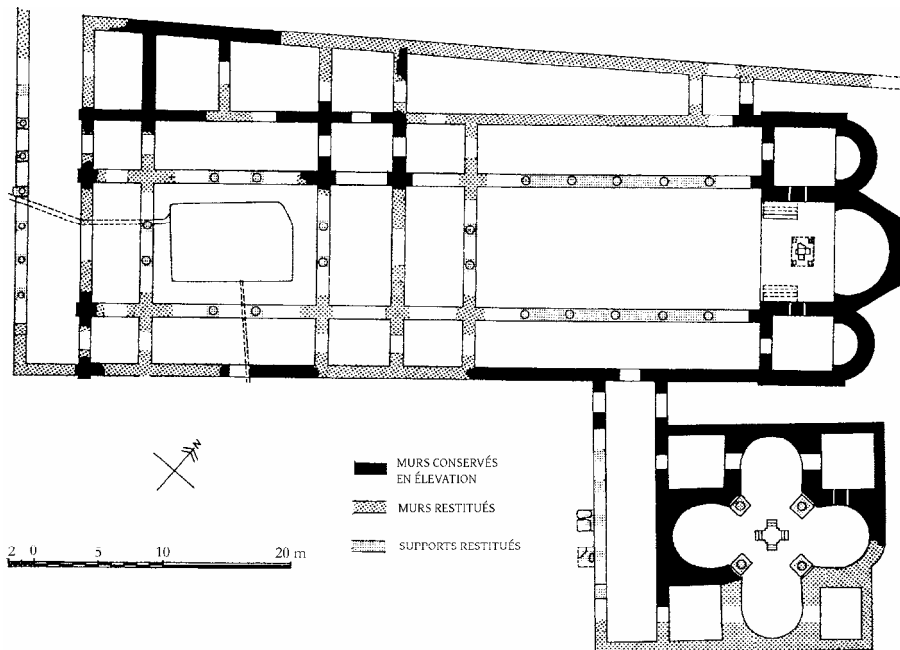 N
MURS CONSERVÉS
EN ÉLEVATION
MURS RESTITUÉS
SUPPORTS RESTITUÉS
2 0 5 10 20 m